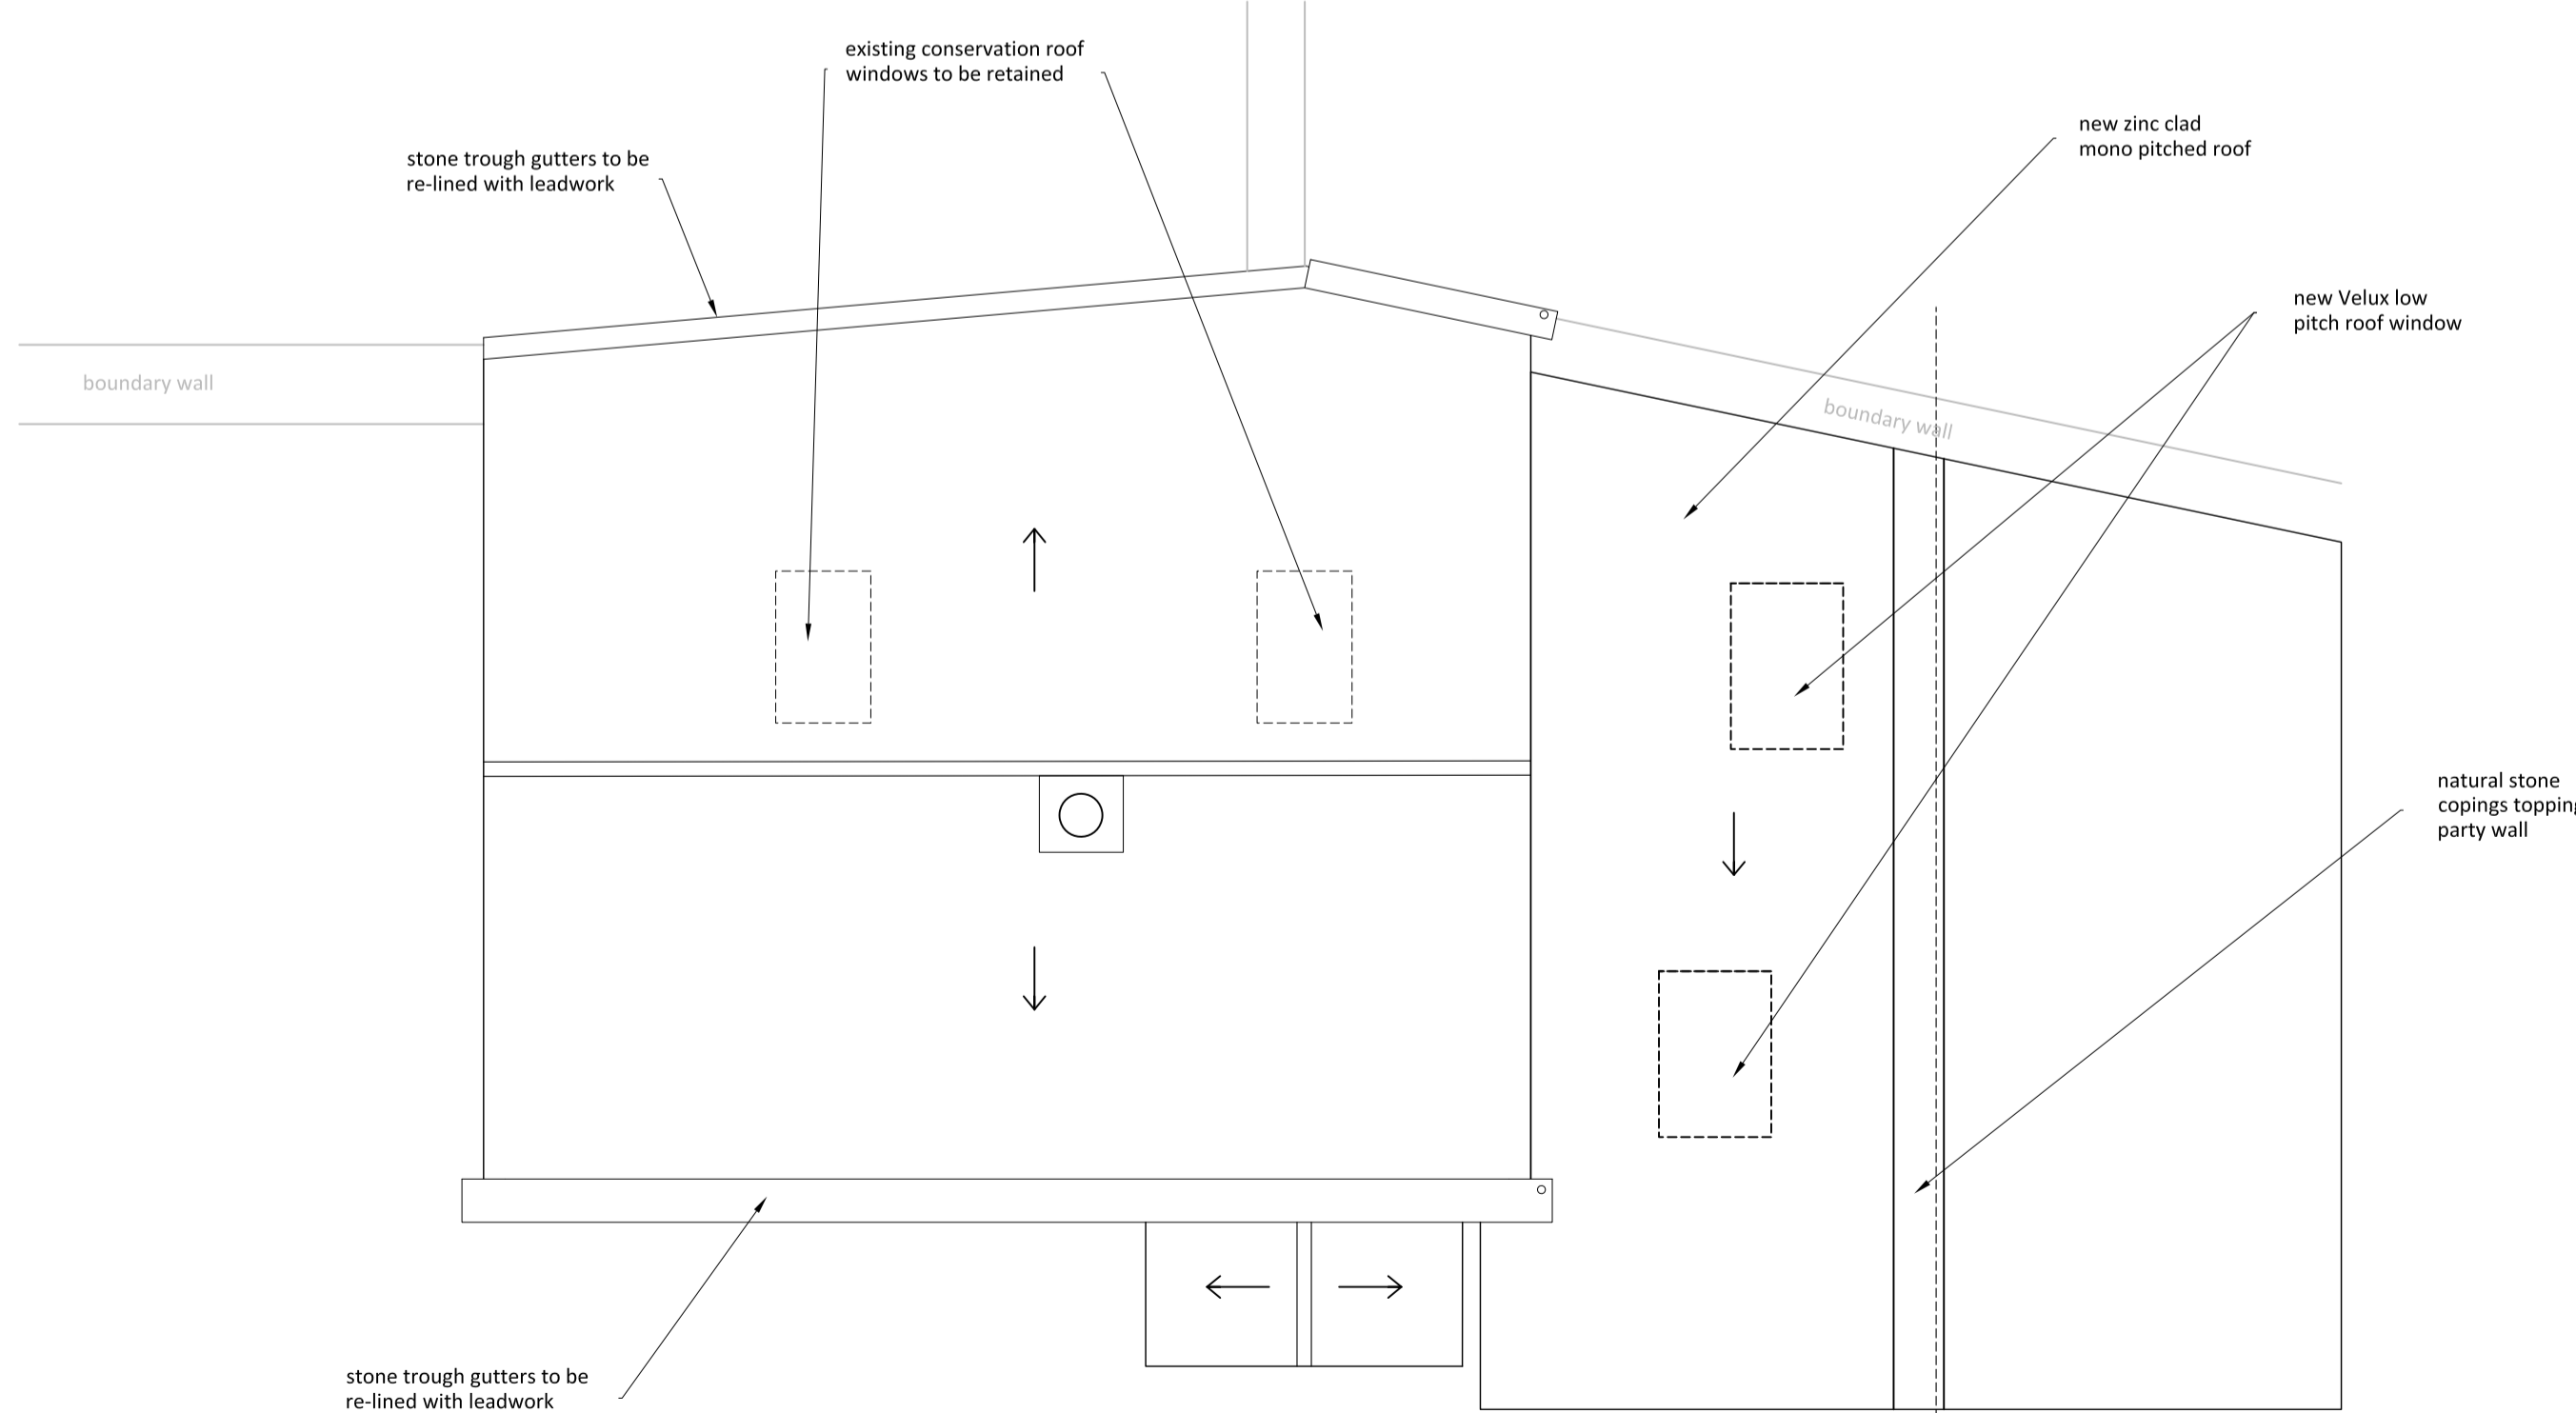 existing conservation roof
windows to be retained
new zinc clad
mono pitched roof
stone trough gutters to be
re-lined with leadwork
new Velux low
pitch roof window
boundary wall
boundary wall
natural stone
copings topping
party wall
stone trough gutters to be
re-lined with leadwork